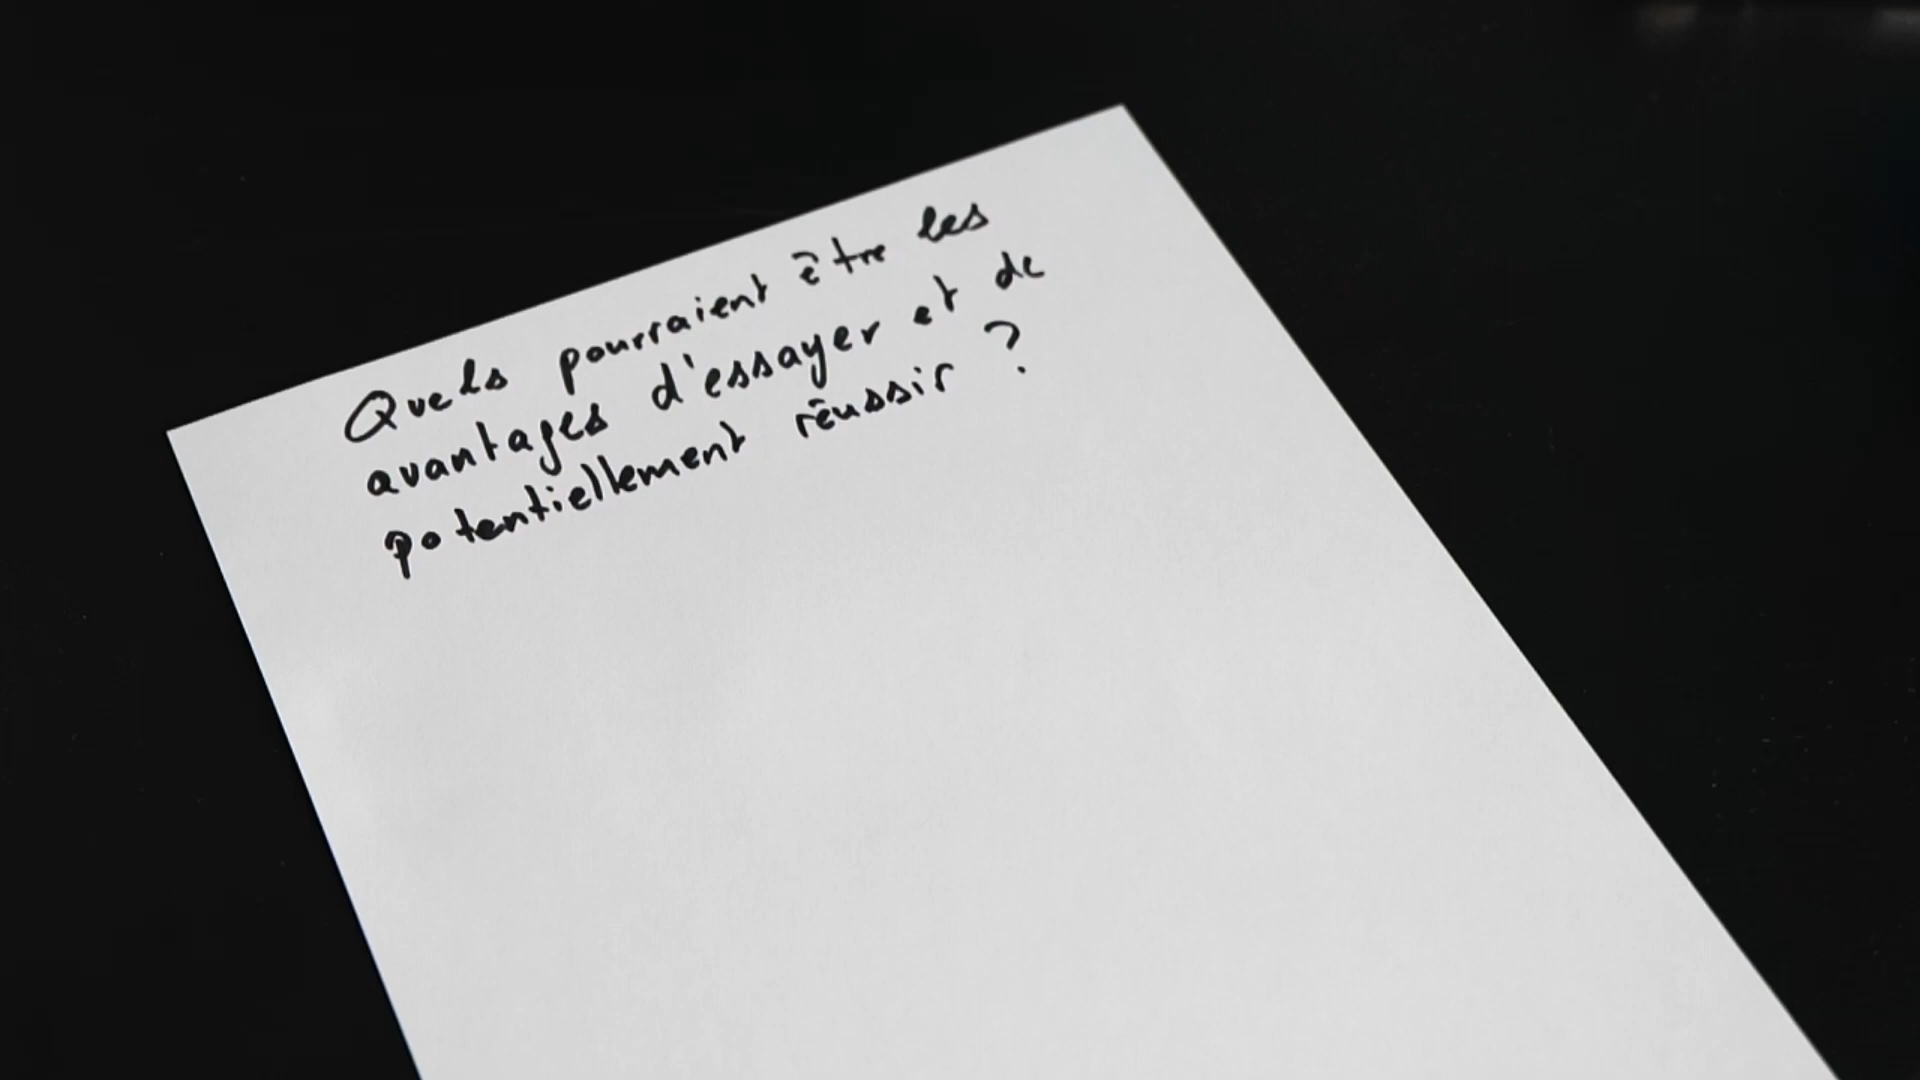 Quels pourraient être les
avantages d'essayer et de
potentiellement réussir ?